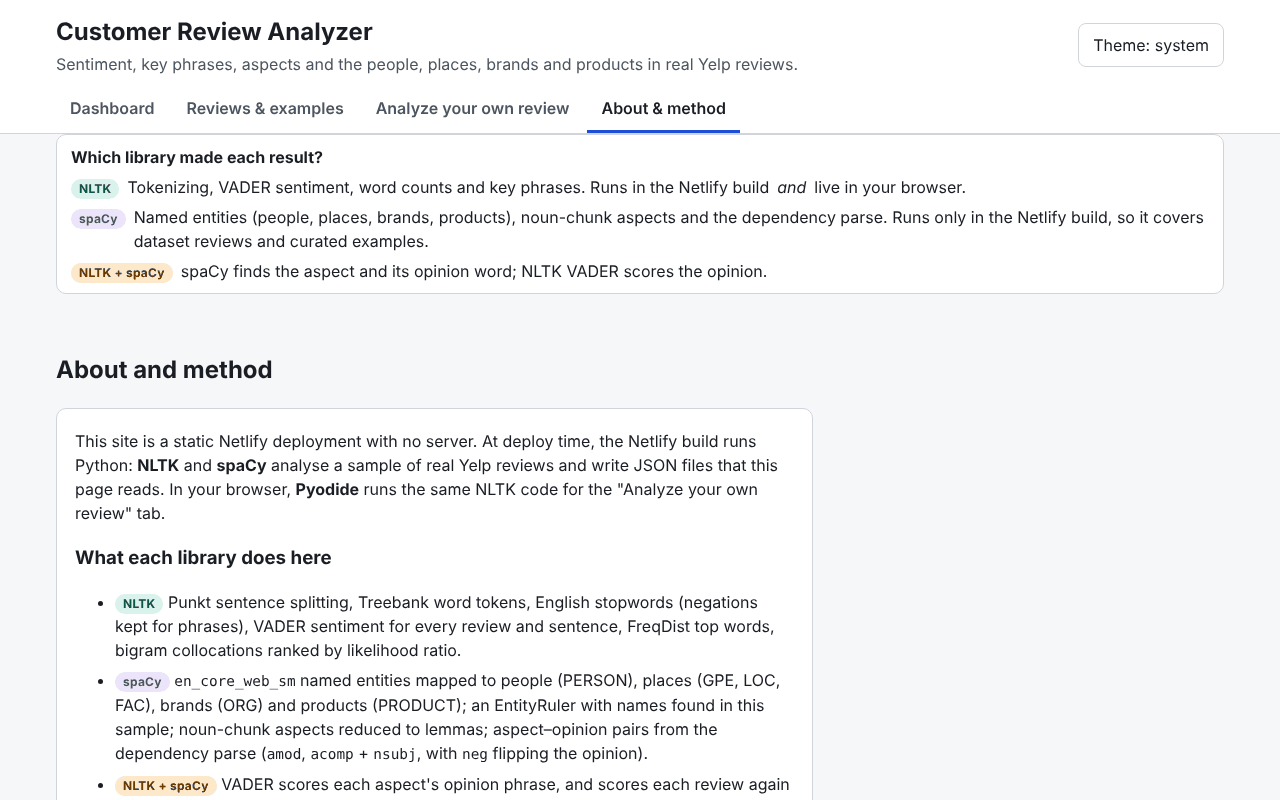 Customer Review Analyzer
Sentiment, key phrases, aspects and the people, places, brands and products in real Yelp reviews.
Theme: system
Dashboard Reviews & examples Analyze your own review About & method
Which library made each result?
NLTK Tokenizing, VADER sentiment, word counts and key phrases. Runs in the Netlify build and live in your browser.
spaCy Named entities (people, places, brands, products), noun-chunk aspects and the dependency parse. Runs only in the Netlify build, so it covers
dataset reviews and curated examples.
NLTK + spaCy spaCy finds the aspect and its opinion word; NLTK VADER scores the opinion.
About and method
This site is a static Netlify deployment with no server. At deploy time, the Netlify build runs
Python: NLTK and spaCy analyse a sample of real Yelp reviews and write JSON files that this
page reads. In your browser, Pyodide runs the same NLTK code for the "Analyze your own
review" tab.
What each library does here
• NLTK Punkt sentence splitting, Treebank word tokens, English stopwords (negations
kept for phrases), VADER sentiment for every review and sentence, FreqDist top words,
bigram collocations ranked by likelihood ratio.
• spaCy en_core_web_sm named entities mapped to people (PERSON), places (GPE, LOC,
FAC), brands (ORG) and products (PRODUCT); an EntityRuler with names found in this
sample; noun-chunk aspects reduced to lemmas; aspect–opinion pairs from the
dependency parse (amod, acomp + nsubj, with neg flipping the opinion).
• NLTK + spaCy VADER scores each aspect's opinion phrase, and scores each review again